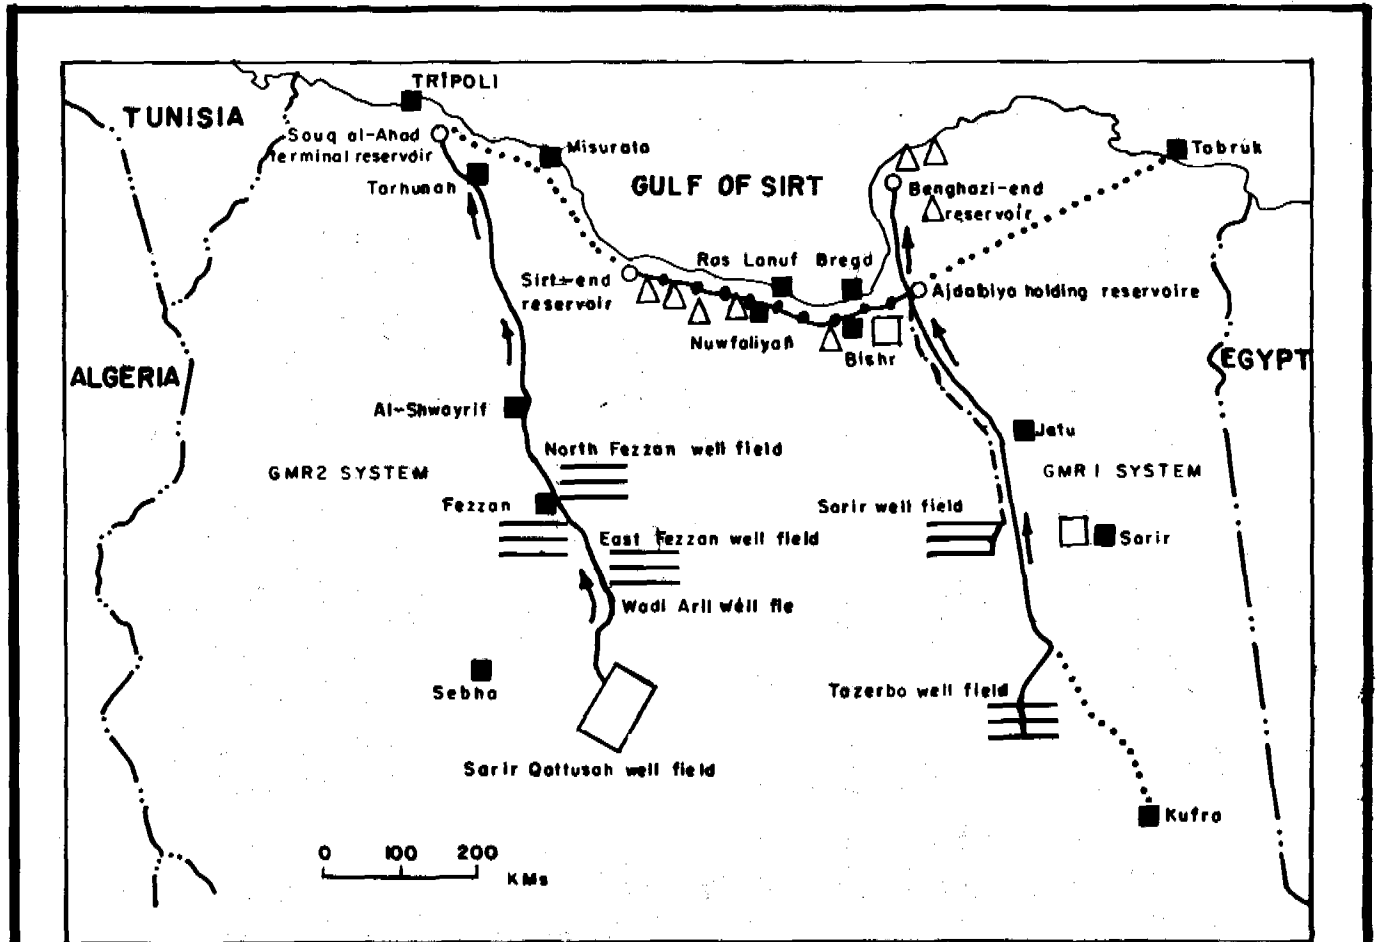 TRIPOLI
TUNISIA
Souq al-Ahad
terminal reservoir
Misurata
Tabruk
Tarhunah
GULF OF SIRT
Benghazi-end
reservoir
Ras Lanuf
Bregd
Sirt-end
reservoir
Ajdabiya holding reservoire
Nuwfaliyah
Bishr
ALGERIA
EGYPT
Al-Shwayrif
Jalu
North Fezzan well field
GMR2 SYSTEM
GMR1 SYSTEM
Fezzan
Sarir well field
East Fezzan well field
Sarir
Wadi Aril well fie
Sebha
Tazerbo well field
Sarir Qattusah well field
Kufra
0 100 200
KMs